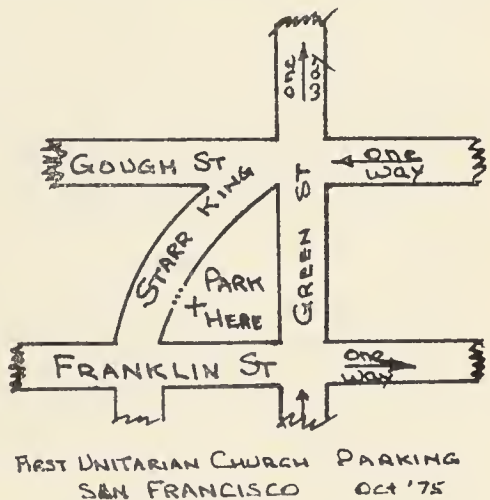 one way
GOUGH ST
one way
STARR KING
GREEN ST
PARK
HERE
FRANKLIN ST
one way
FIRST UNITARIAN CHURCH PARKING
SAN FRANCISCO Oct '75